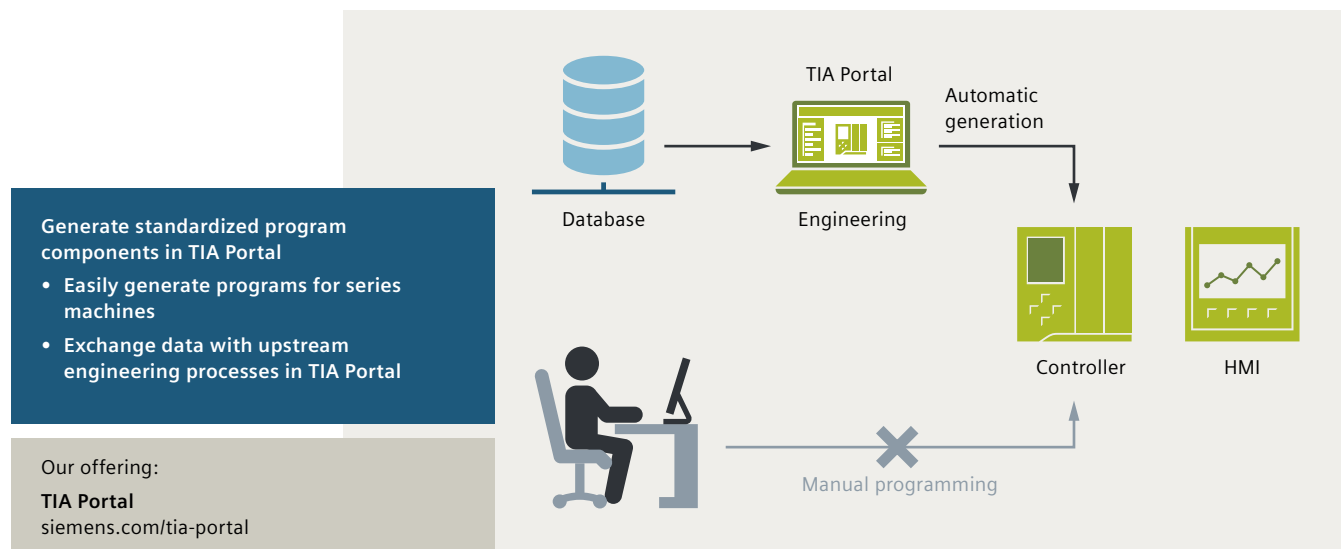 Generate standardized program
components in TIA Portal
• Easily generate programs for series
machines
• Exchange data with upstream
engineering processes in TIA Portal
Our offering:
TIA Portal
siemens.com/tia-portal
TIA Portal
Automatic
generation
Database
Engineering
Controller
HMI
Manual programming